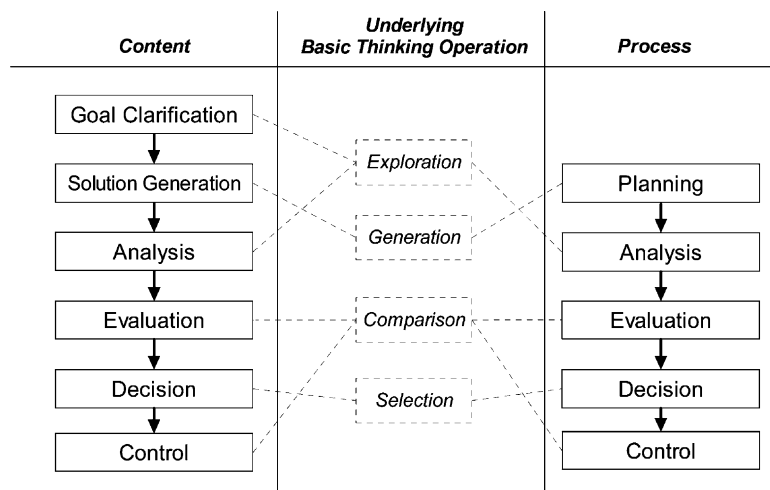 Content
Underlying
Basic Thinking Operation
Process
Goal Clarification
Exploration
Solution Generation
Planning
Generation
Analysis
Analysis
Evaluation
Comparison
Evaluation
Decision
Selection
Decision
Control
Control